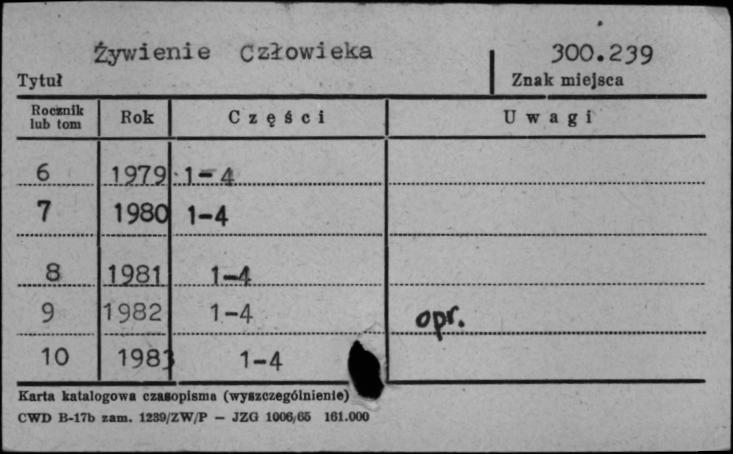 Żywienie Człowieka 300.239
Tytuł Znak miejsca
Rocznik lub tom Rok Części Uwagi
6 1979 1-4
7 1980 1-4
8 1981 1-4
9 1982 1-4 opr.
10 1983 1-4
Karta katalogowa czasopisma (wyszczególnienie)
CWD B-17b zam. 1239/ZW/P — JZG 1006/65 161.000